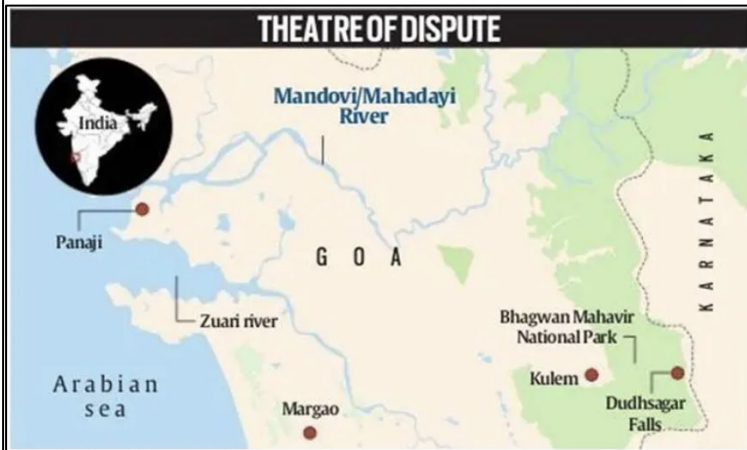 THEATRE OF DISPUTE
India
Mandovi/Mahadayi
River
Panaji
G O A
KARNATAKA
Zuari river
Bhagwan Mahavir
National Park
Kulem
Arabian
sea
Margao
Dudhsagar
Falls